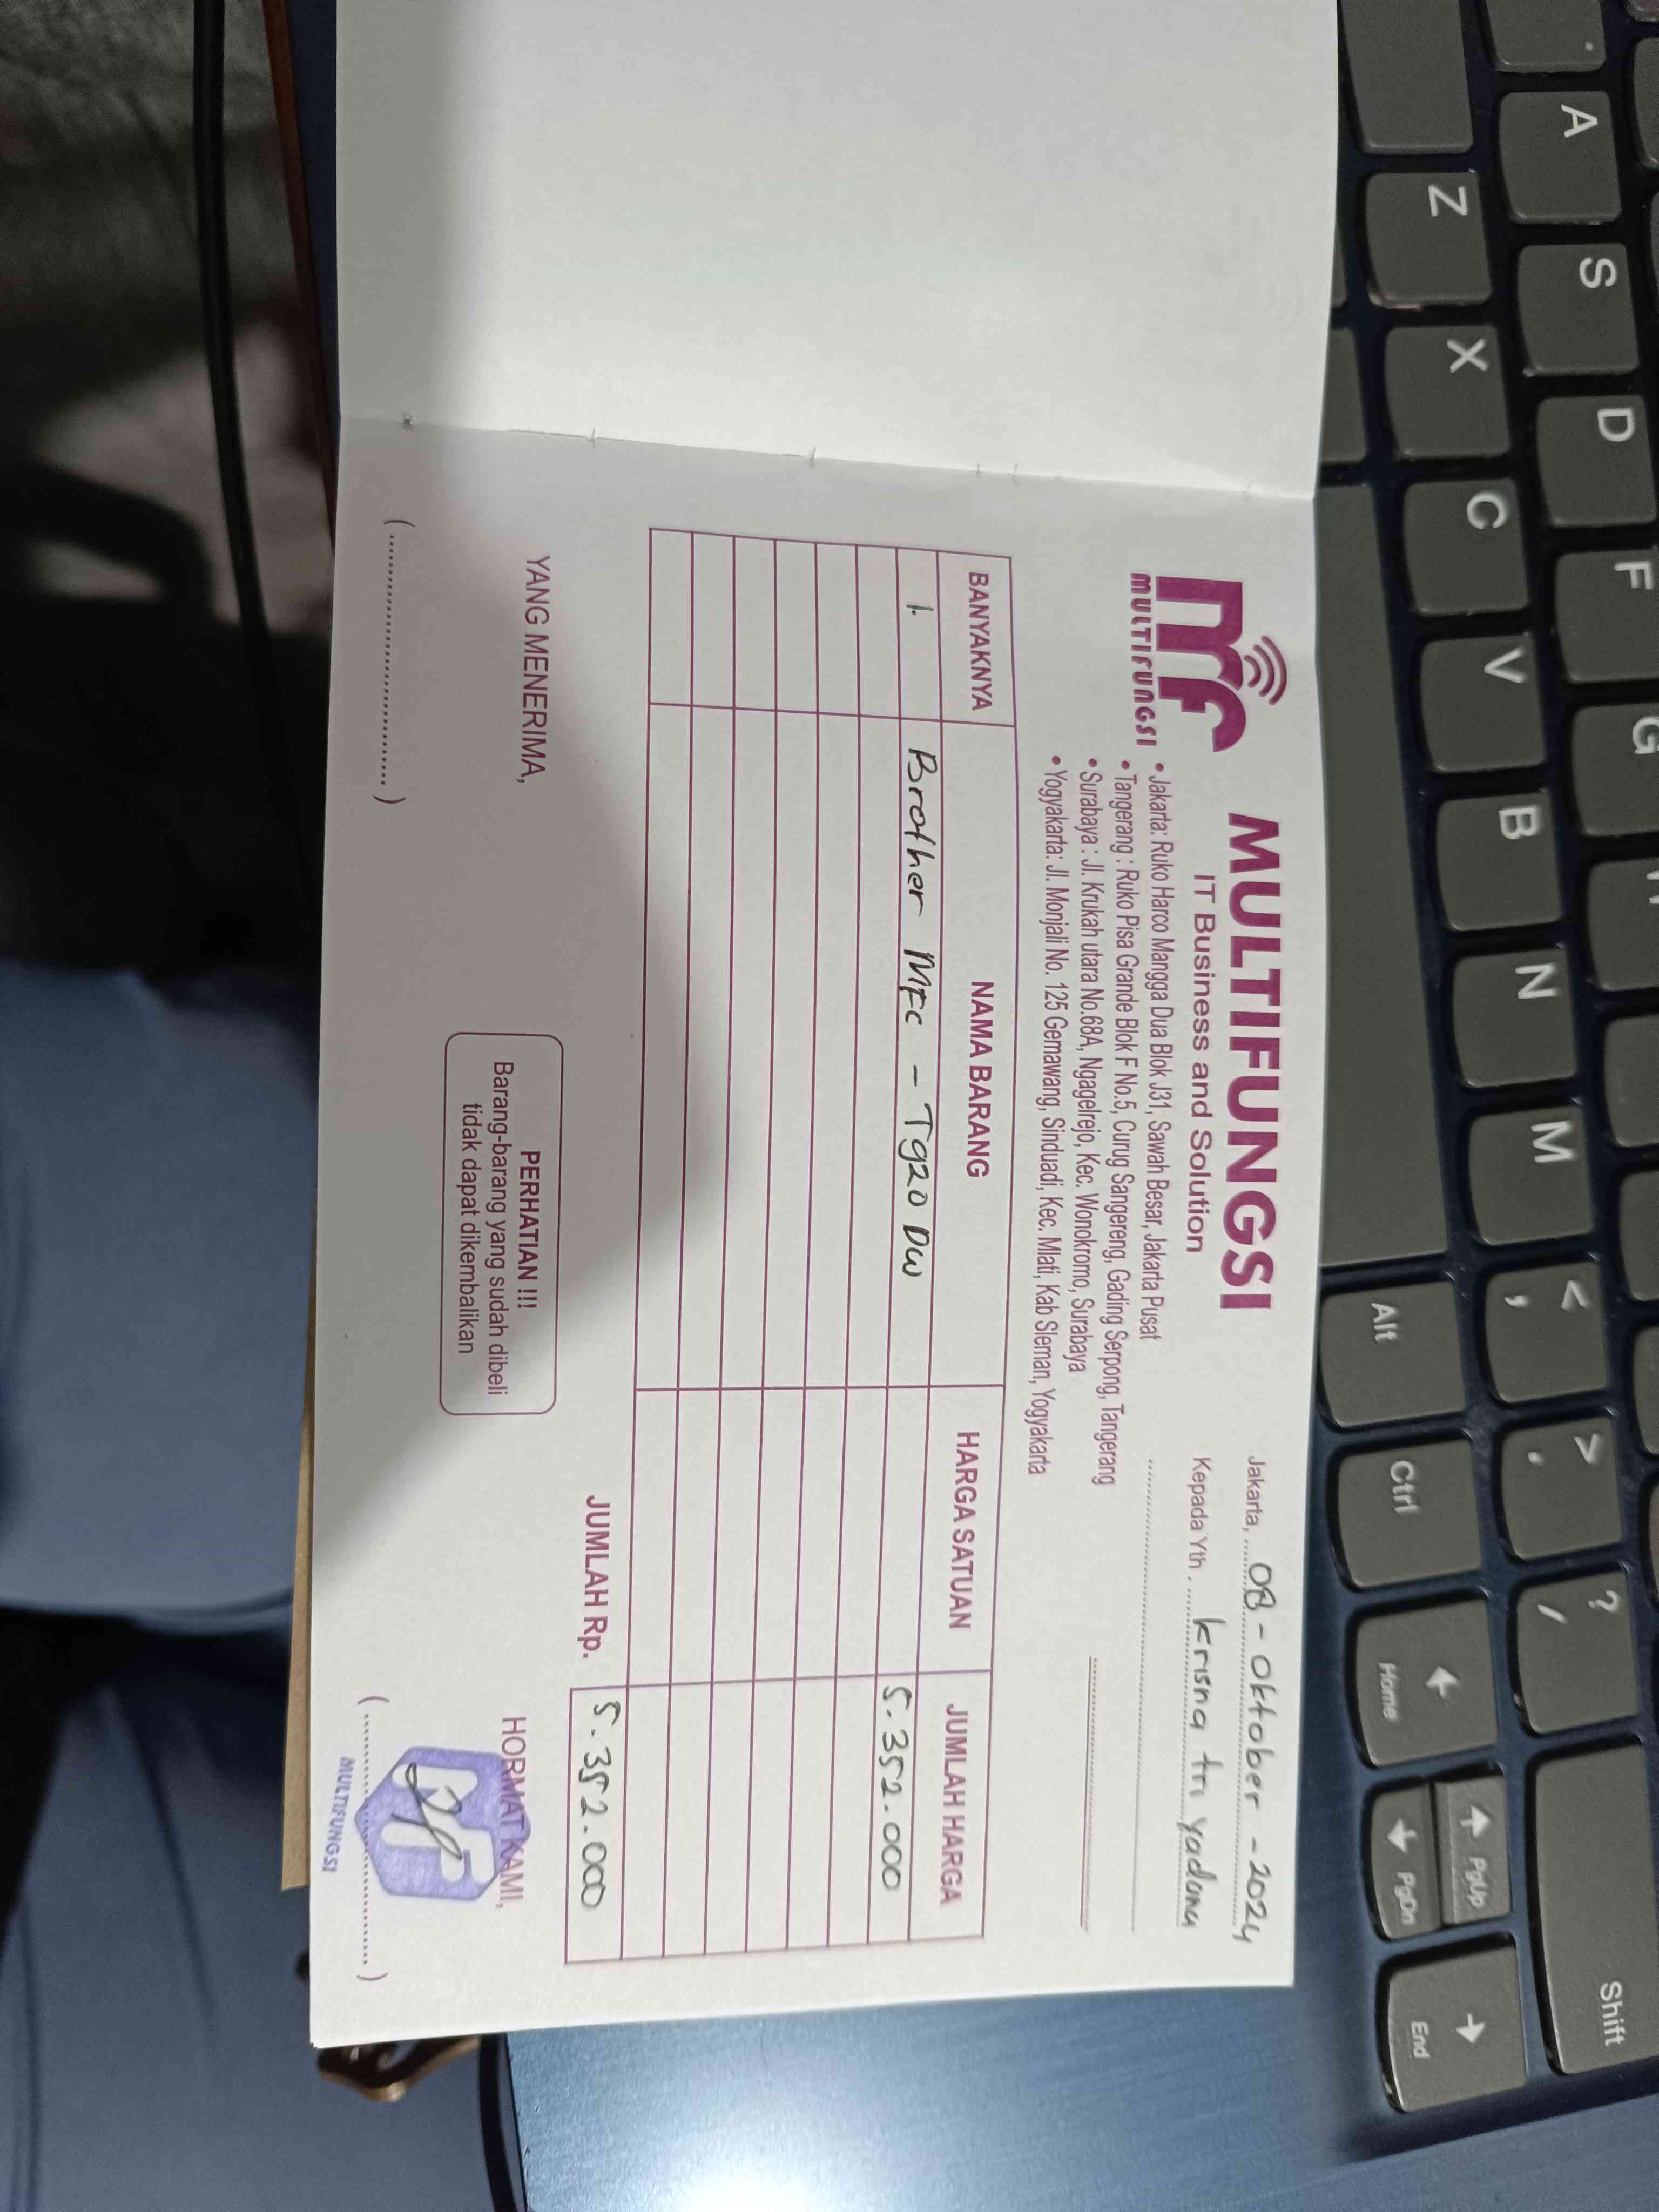 MULTIFUNGSI
IT Business and Solution
mf
MULTIFUNGSI
• Jakarta: Ruko Harco Mangga Dua Blok J31, Sawah Besar, Jakarta Pusat
• Tangerang : Ruko Pisa Grande Blok F No.5, Curug Sangereng, Gading Serpong, Tangerang
• Surabaya : Jl. Krukah utara No.68A, Ngagelrejo, Kec. Wonokromo, Surabaya
• Yogyakarta: Jl. Monjali No. 125 Gemawang, Sinduadi, Kec. Mlati, Kab Sleman, Yogyakarta
Jakarta, 08 - Oktober - 2024
Kepada Yth. Krisna tri Yadana
BANYAKNYA NAMA BARANG HARGA SATUAN JUMLAH HARGA
1. Brother MFC - T920 DW 5.352.000
JUMLAH Rp. 5.352.000
YANG MENERIMA,
PERHATIAN !!!
Barang-barang yang sudah dibeli
tidak dapat dikembalikan
HORMAT KAMI,
MULTIFUNGSI
A S D F G
Z X C V B N M < , > . ? / Shift
Alt Ctrl Home PgUp PgDn End